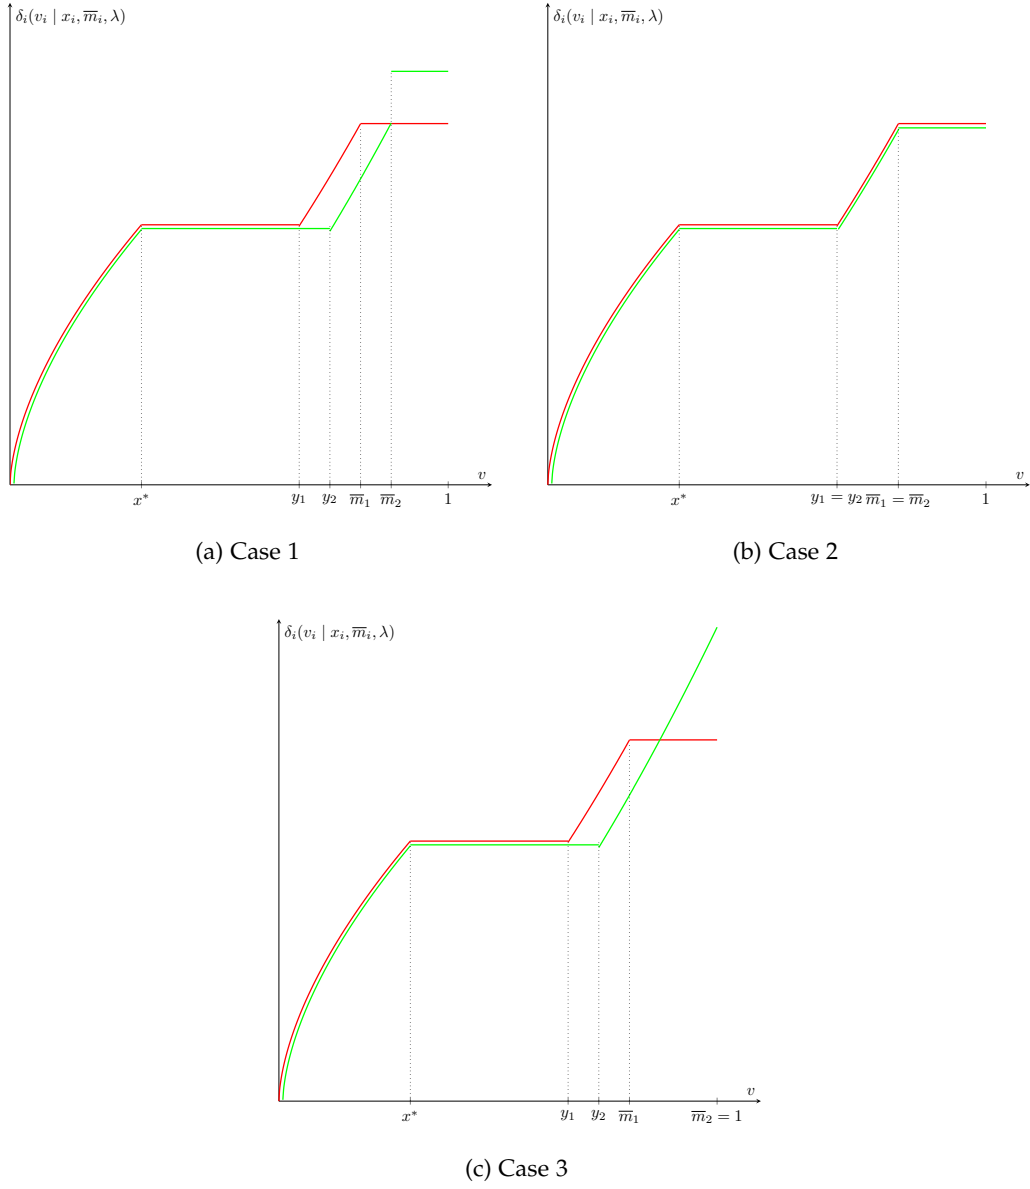 δᵢ(vᵢ | xᵢ, m̅ᵢ, λ)
v
x* y₁ y₂ m̅₁ m̅₂ 1
(a) Case 1
δᵢ(vᵢ | xᵢ, m̅ᵢ, λ)
v
x* y₁ = y₂ m̅₁ = m̅₂ 1
(b) Case 2
δᵢ(vᵢ | xᵢ, m̅ᵢ, λ)
v
x* y₁ y₂ m̅₁ m̅₂ = 1
(c) Case 3